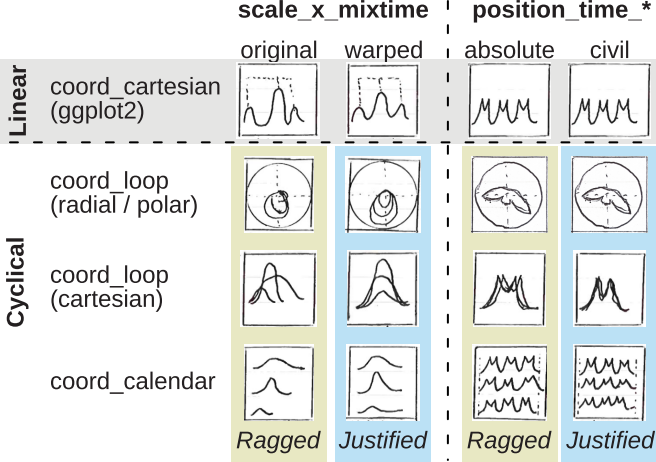 scale_x_mixtime position_time_*
original warped absolute civil
Linear
coord_cartesian
(ggplot2)
Cyclical
coord_loop
(radial / polar)
coord_loop
(cartesian)
coord_calendar
Ragged Justified Ragged Justified